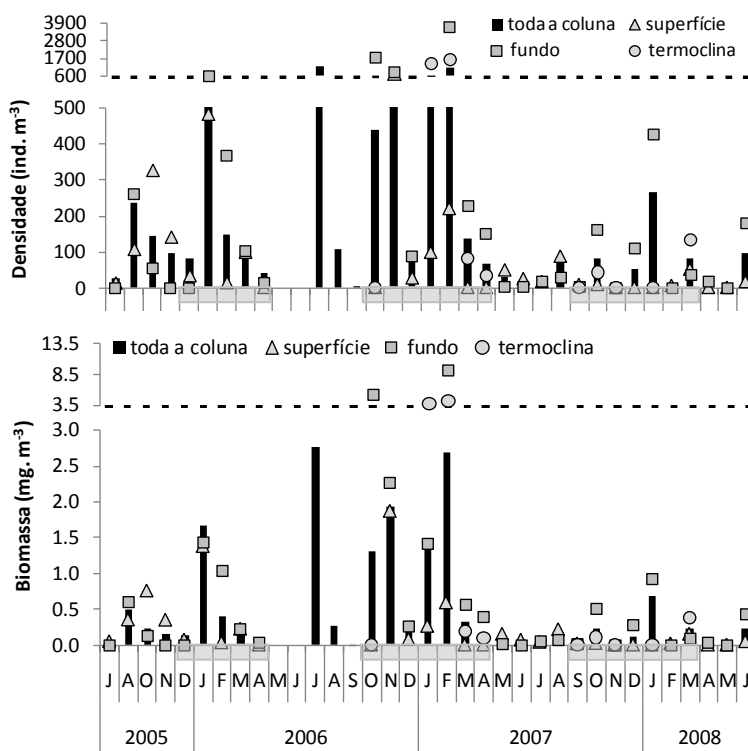 3900
2800
1700
600
500
400
300
200
100
0
Densidade (ind. m-3)
toda a coluna superfície
fundo termoclina
13.5
8.5
3.5
3.0
2.5
2.0
1.5
1.0
0.5
0.0
Biomassa (mg. m-3)
toda a coluna superfície fundo termoclina
J A O N D J F M A M J J A S O N D J F M A M J J A S O N D J F M A M J
2005 2006 2007 2008